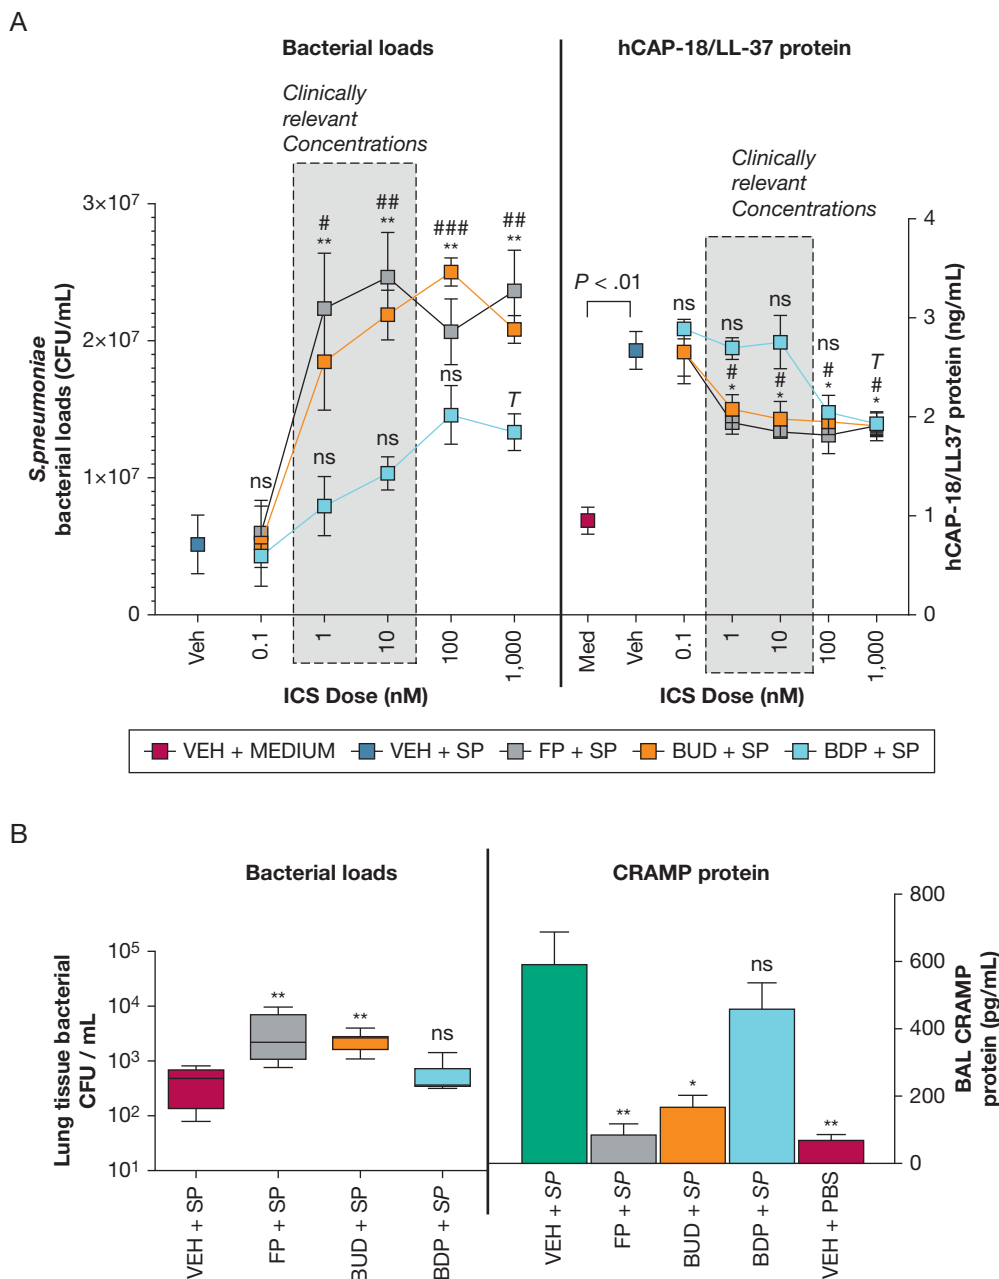 A
Bacterial loads
hCAP-18/LL-37 protein
Clinically
relevant
Concentrations
Clinically
relevant
Concentrations
S.pneumoniae
bacterial loads (CFU/mL)
3×10⁷
2×10⁷
1×10⁷
0
ns
#
**
ns
##
**
ns
###
**
ns
##
**
T
Veh
0.1
1
10
100
1,000
ICS Dose (nM)
P < .01
ns
ns
#
*
ns
#
*
ns
#
*
T
#
*
4
3
2
1
0
hCAP-18/LL37 protein (ng/mL)
Med
Veh
0.1
1
10
100
1,000
ICS Dose (nM)
VEH + MEDIUM VEH + SP FP + SP BUD + SP BDP + SP
B
Bacterial loads
CRAMP protein
Lung tissue bacterial
CFU / mL
10⁵
10⁴
10³
10²
10¹
**
**
ns
VEH + SP
FP + SP
BUD + SP
BDP + SP
**
*
ns
**
800
600
400
200
0
BAL CRAMP
protein (pg/mL)
VEH + SP
FP + SP
BUD + SP
BDP + SP
VEH + PBS